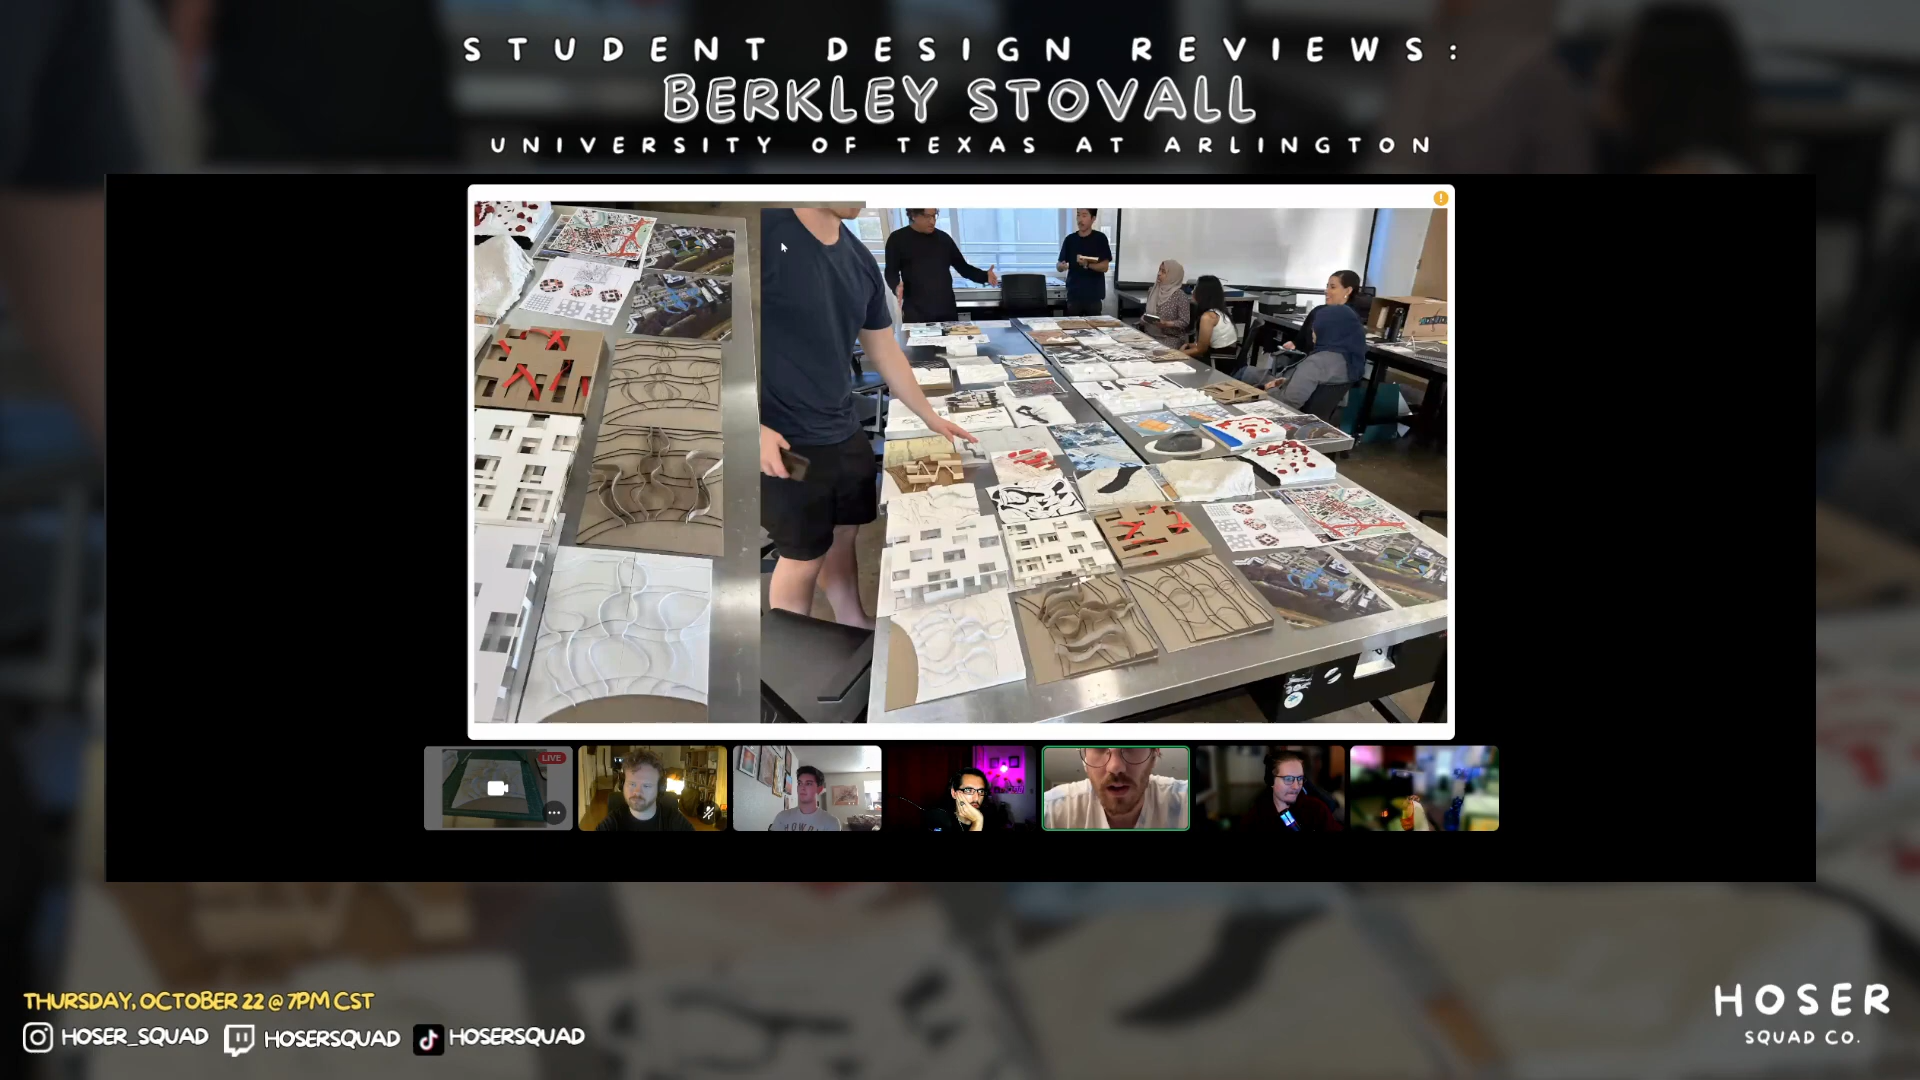 STUDENT DESIGN REVIEWS:
BERKLEY STOVALL
UNIVERSITY OF TEXAS AT ARLINGTON
LIVE
THURSDAY, OCTOBER 22 @ 7PM CST
HOSER_SQUAD HOSERSQUAD HOSERSQUAD
HOSER
SQUAD CO.